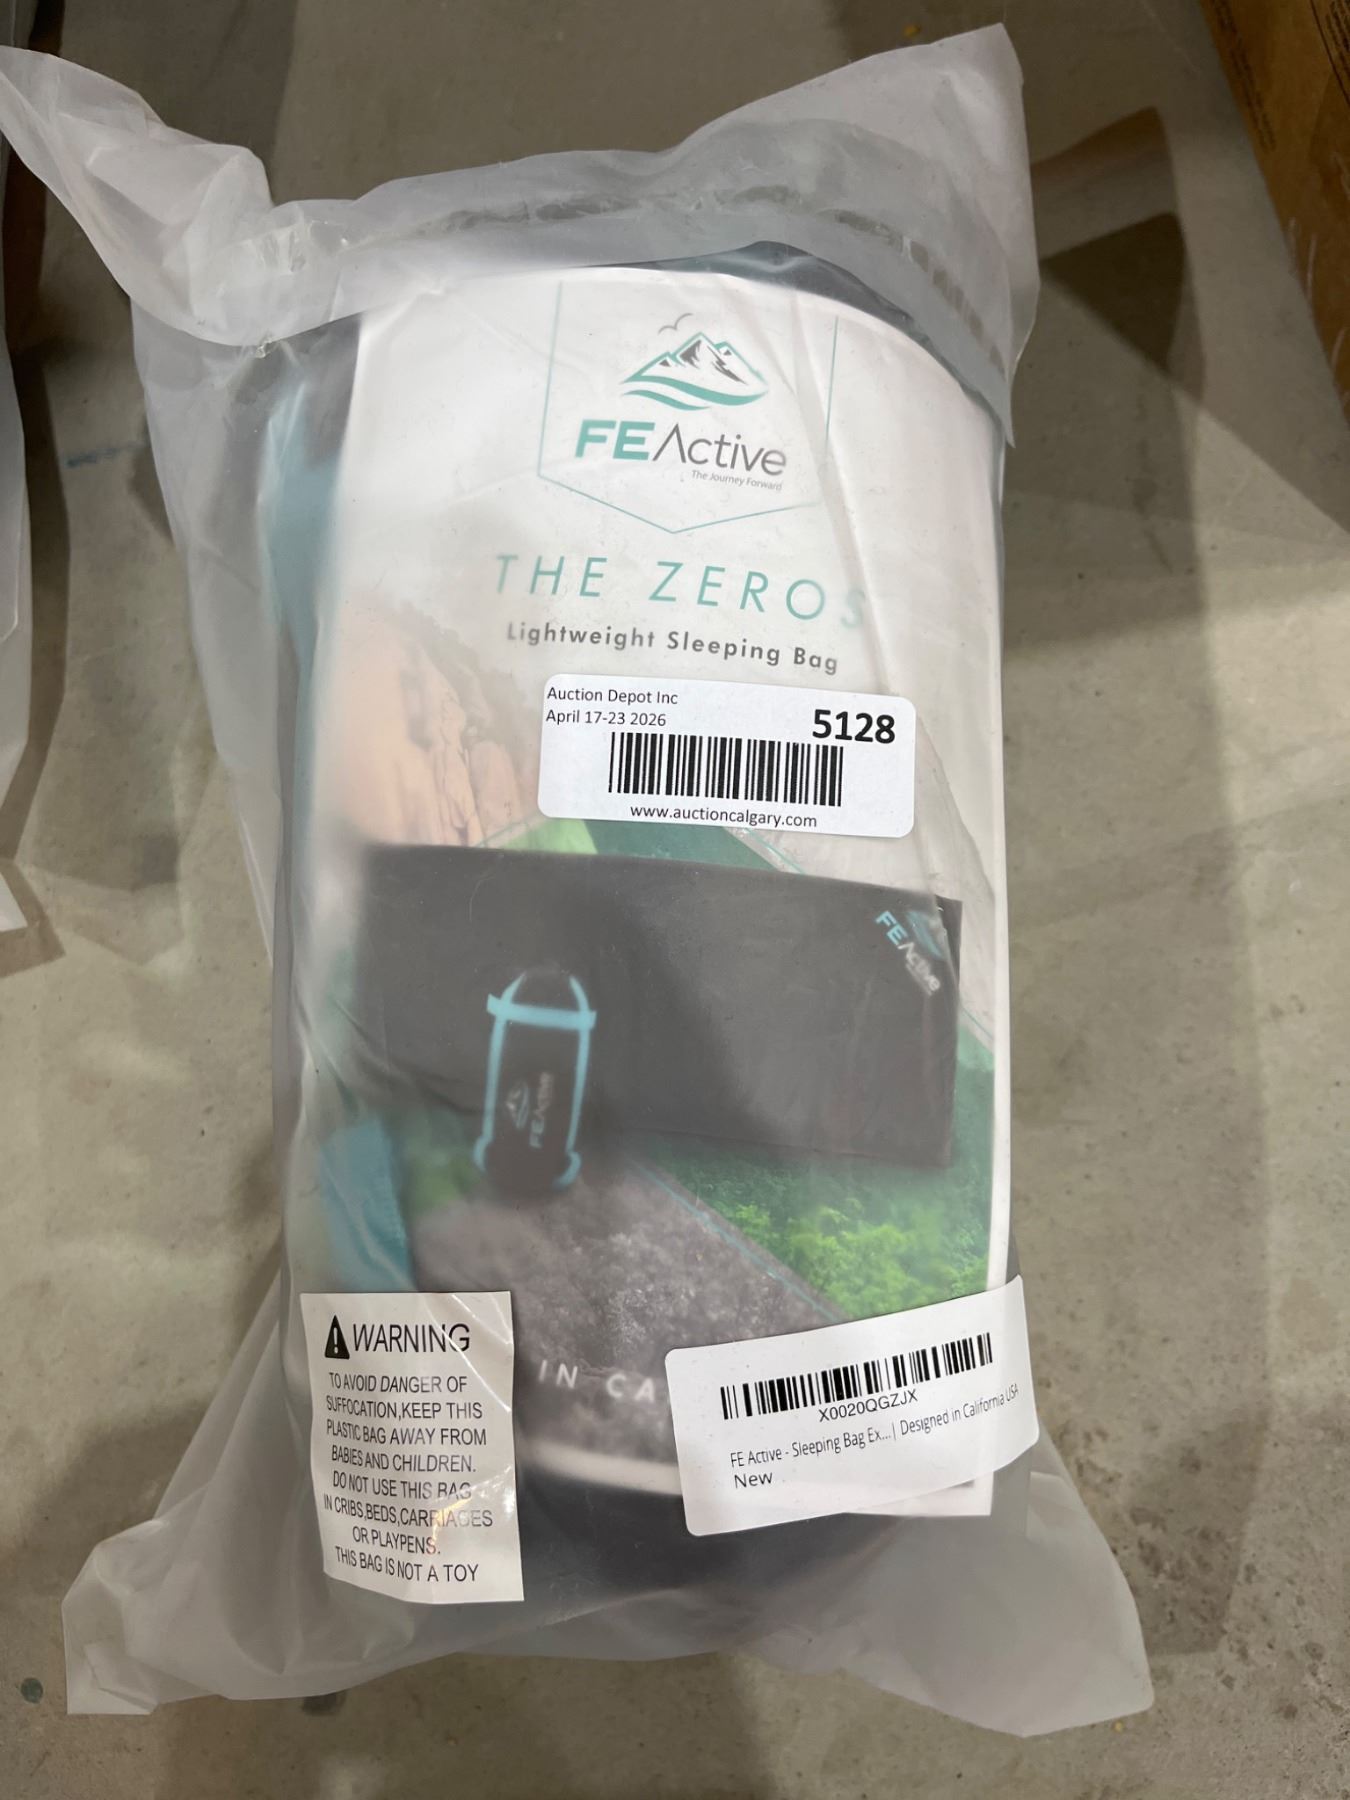 FEActive
The Journey Forward
THE ZEROS
Lightweight Sleeping Bag
Auction Depot Inc
April 17-23 2026
5128
www.auctioncalgary.com
FEActive
FEActive
WARNING
TO AVOID DANGER OF
SUFFOCATION,KEEP THIS
PLASTIC BAG AWAY FROM
BABIES AND CHILDREN.
DO NOT USE THIS BAG
IN CRIBS,BEDS,CARRIAGES
OR PLAYPENS.
THIS BAG IS NOT A TOY
IN CA
X0020QGZJX
FE Active - Sleeping Bag Ex...| Designed in California USA
New